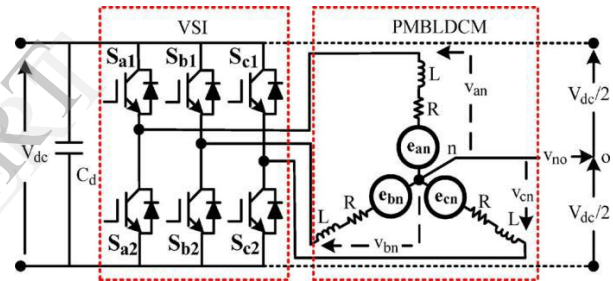 VSI
PMBLDCM
Sa1
Sb1
Sc1
L
van
Vdc/2
R
Vdc
Cd
ean
n
vno
o
ebn
ecn
R
R
vcn
L
L
Vdc/2
Sa2
Sb2
Sc2
vbn